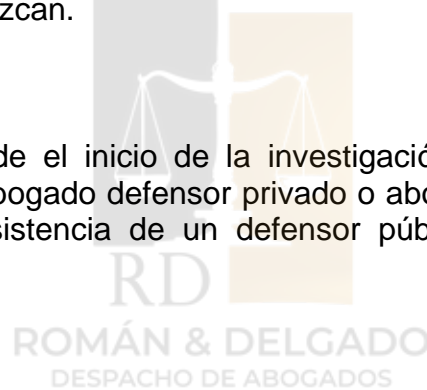 zcan.
de el inicio de la investigació
ogado defensor privado o abo
sistencia de un defensor púb
RD
ROMÁN & DELGADO
DESPACHO DE ABOGADOS